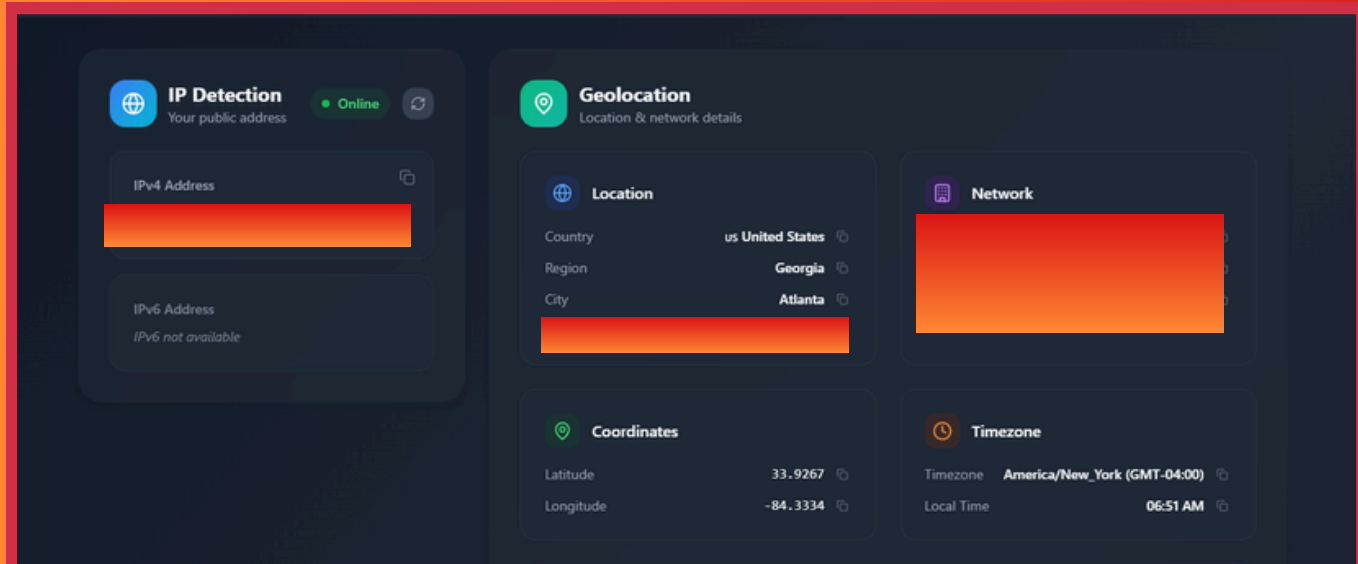 IP Detection
Your public address
Online
IPv4 Address
IPv6 Address
IPv6 not available
Geolocation
Location & network details
Location
Country us United States
Region Georgia
City Atlanta
Network
Coordinates
Latitude 33.9267
Longitude -84.3334
Timezone
Timezone America/New_York (GMT-04:00)
Local Time 06:51 AM